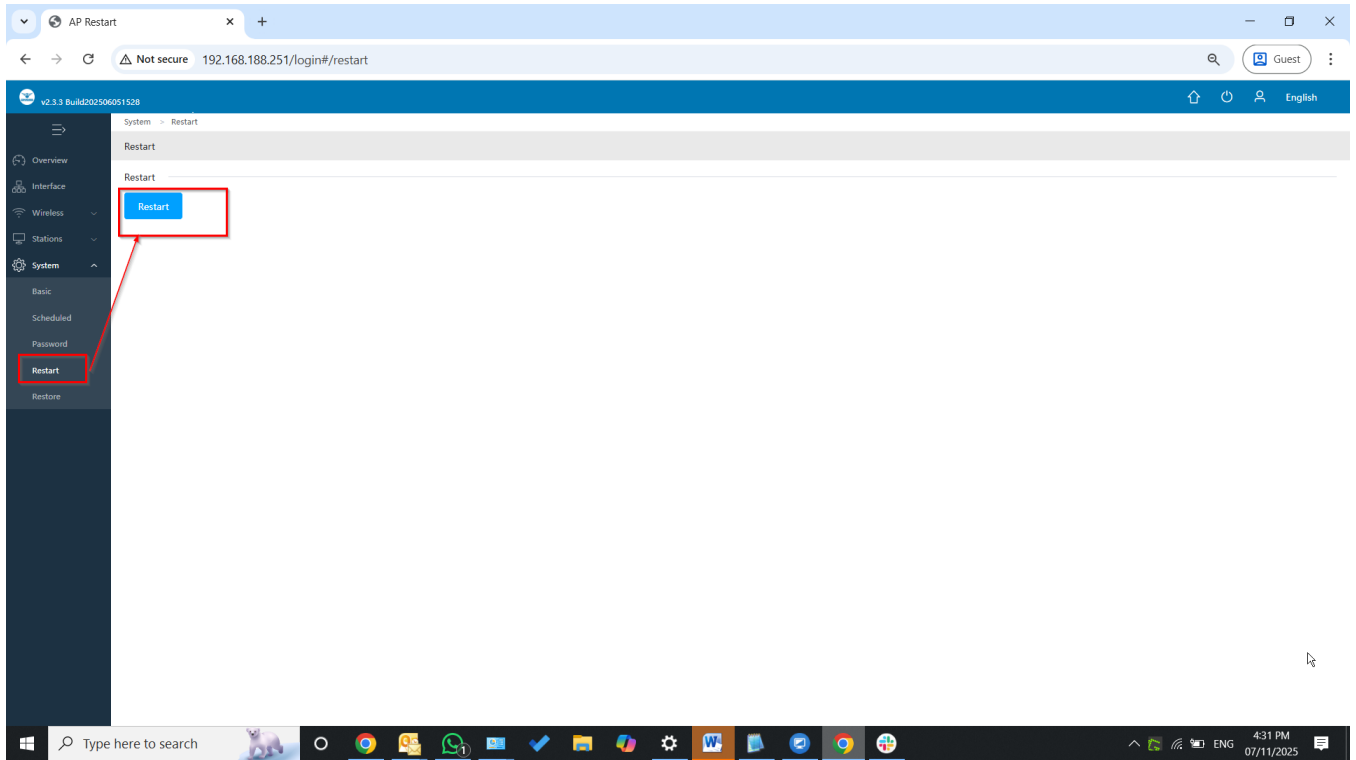 AP Restart
Not secure 192.168.188.251/login#/restart
Guest
v2.3.3 Build202506051528
English
System > Restart
Restart
Overview
Restart
Interface
Restart
Wireless
Stations
System
Basic
Scheduled
Password
Restart
Restore
Type here to search
1
W
ENG
4:31 PM
07/11/2025